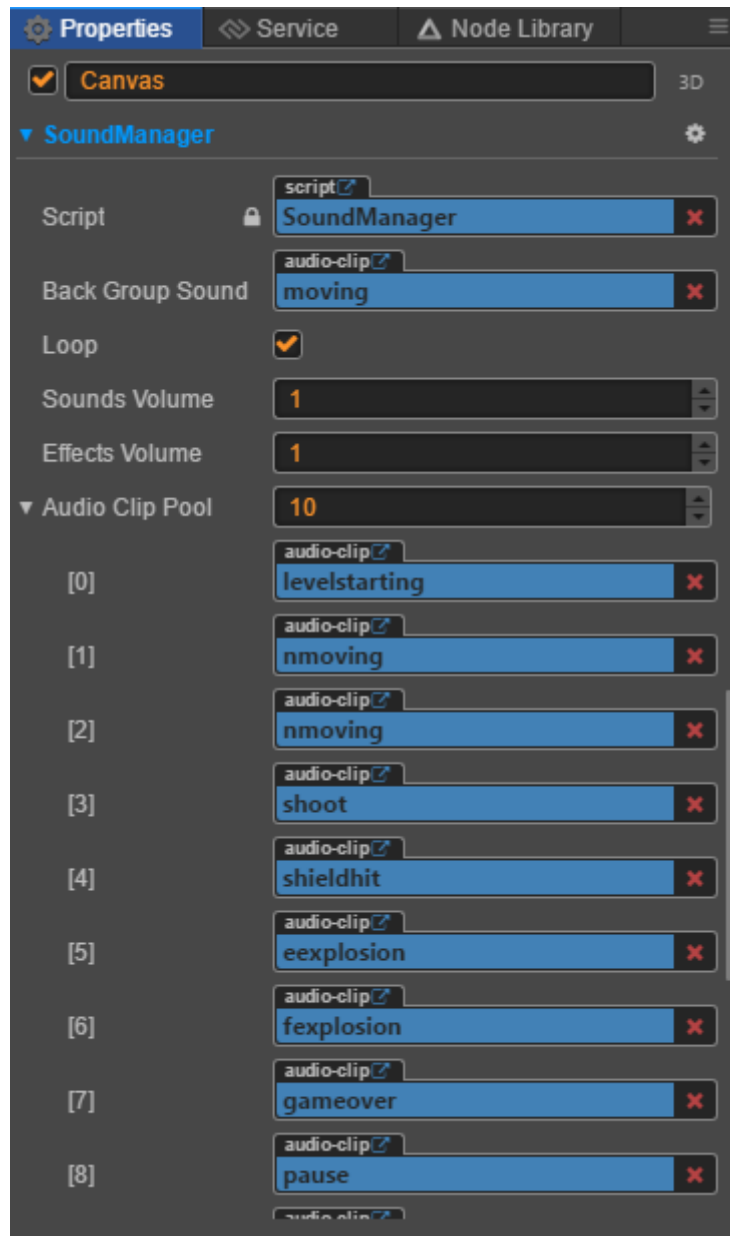 Properties Service Node Library
Canvas 3D
SoundManager
script
Script SoundManager
audio-clip
Back Group Sound moving
Loop
Sounds Volume 1
Effects Volume 1
Audio Clip Pool 10
audio-clip
[0] levelstarting
audio-clip
[1] nmoving
audio-clip
[2] nmoving
audio-clip
[3] shoot
audio-clip
[4] shieldhit
audio-clip
[5] eexplosion
audio-clip
[6] fexplosion
audio-clip
[7] gameover
audio-clip
[8] pause
audio-clip